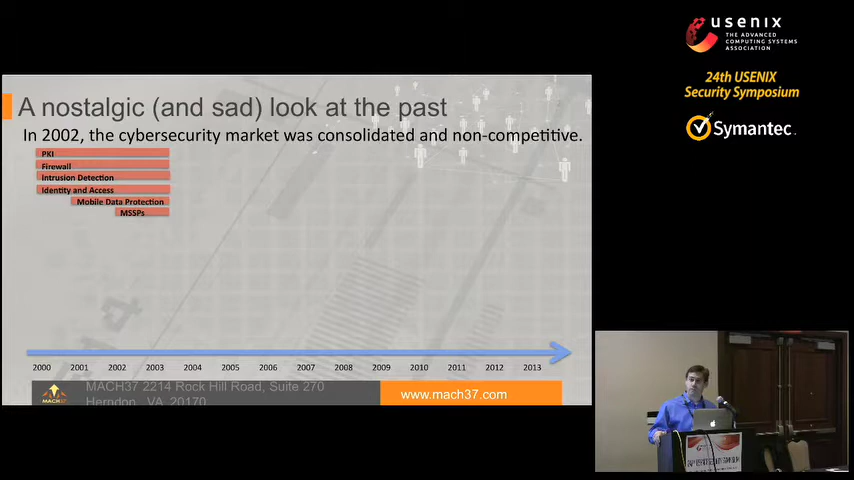 usenix
THE ADVANCED
COMPUTING SYSTEMS
ASSOCIATION
24th USENIX
Security Symposium
Symantec.
A nostalgic (and sad) look at the past
In 2002, the cybersecurity market was consolidated and non-competitive.
PKI
Firewall
Intrusion Detection
Identity and Access
Mobile Data Protection
MSSPs
2000 2001 2002 2003 2004 2005 2006 2007 2008 2009 2010 2011 2012 2013
MACH37
MACH37 2214 Rock Hill Road, Suite 270
Herndon, VA 20170
www.mach37.com